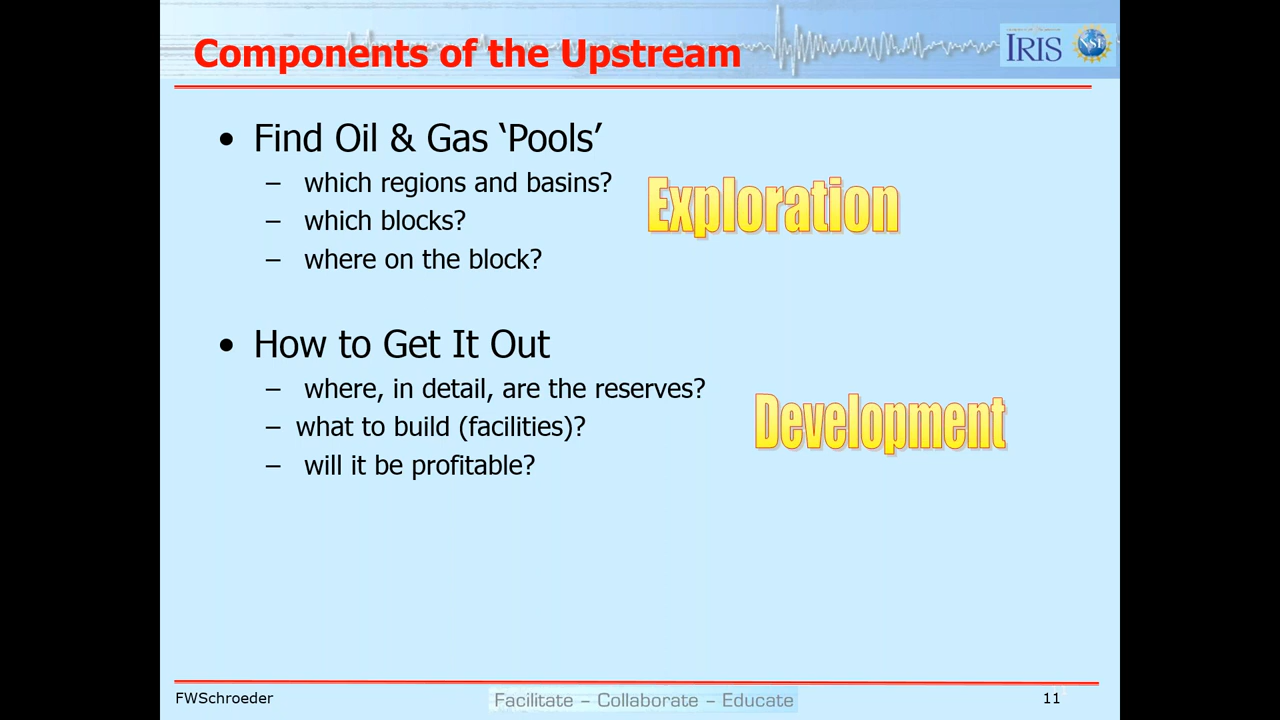 Components of the Upstream
IRIS
NSF
• Find Oil & Gas ‘Pools’
– which regions and basins?
– which blocks?
– where on the block?
Exploration
• How to Get It Out
– where, in detail, are the reserves?
– what to build (facilities)?
– will it be profitable?
Development
FWSchroeder
Facilitate – Collaborate – Educate
11